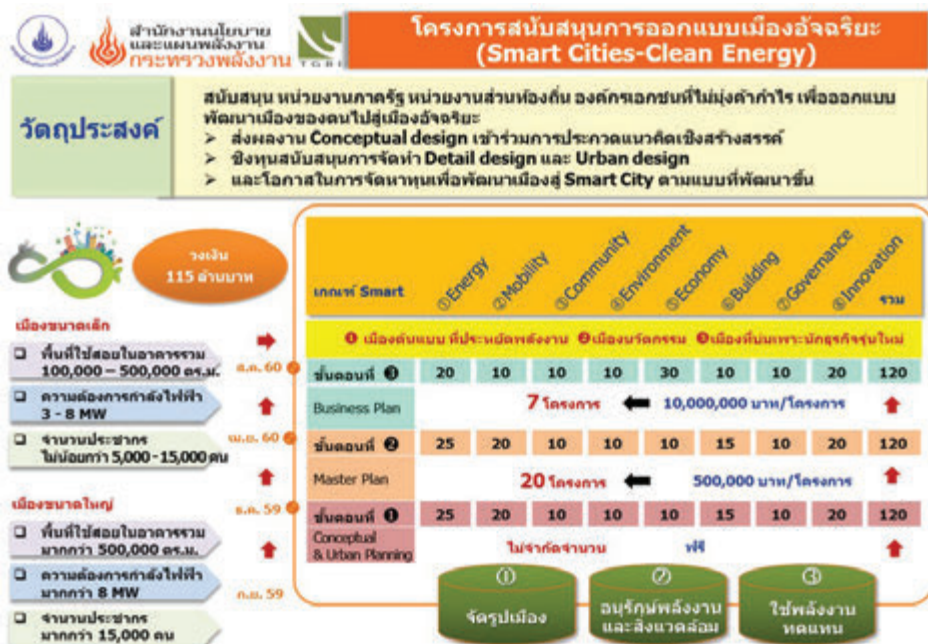 สำนักงานนโยบาย
และแผนพลังงาน
กระทรวงพลังงาน
TGBI
โครงการสนับสนุนการออกแบบเมืองอัจฉริยะ
(Smart Cities-Clean Energy)
วัตถุประสงค์
สนับสนุน หน่วยงานภาครัฐ หน่วยงานส่วนท้องถิ่น องค์กรเอกชนที่ไม่มุ่งค้ากำไร เพื่อออกแบบ
พัฒนาเมืองของตนไปสู่เมืองอัจฉริยะ
➢ ส่งผลงาน Conceptual design เข้าร่วมการประกวดแนวคิดเชิงสร้างสรรค์
➢ ชิงทุนสนับสนุนการจัดทำ Detail design และ Urban design
➢ และโอกาสในการจัดหาทุนเพื่อพัฒนาเมืองสู่ Smart City ตามแบบที่พัฒนาขึ้น
วงเงิน
115 ล้านบาท
เมืองขนาดเล็ก
❑ พื้นที่ใช้สอยในอาคารรวม
100,000 – 500,000 ตร.ม.
❑ ความต้องการกำลังไฟฟ้า
3 - 8 MW
❑ จำนวนประชากร
ไม่น้อยกว่า 5,000 - 15,000 คน
เมืองขนาดใหญ่
❑ พื้นที่ใช้สอยในอาคารรวม
มากกว่า 500,000 ตร.ม.
❑ ความต้องการกำลังไฟฟ้า
มากกว่า 8 MW
❑ จำนวนประชากร
มากกว่า 15,000 คน
ส.ค. 60
เม.ย. 60
ธ.ค. 59
ก.ย. 59
เกณฑ์ Smart ①Energy ②Mobility ③Community ④Environment ⑤Economy ⑥Building ⑦Governance ⑧Innovation รวม
❶ เมืองต้นแบบ ที่ประหยัดพลังงาน ❷เมืองนวัตกรรม ❸เมืองที่บ่มเพาะนักธุรกิจรุ่นใหม่
ขั้นตอนที่ ❸ 20 10 10 10 30 10 10 20 120
Business Plan 7 โครงการ 10,000,000 บาท/โครงการ
ขั้นตอนที่ ❷ 25 20 10 10 10 15 10 20 120
Master Plan 20 โครงการ 500,000 บาท/โครงการ
ขั้นตอนที่ ❶ 25 20 10 10 10 15 10 20 120
Conceptual
& Urban Planning ไม่จำกัดจำนวน ฟรี
①
จัดรูปเมือง
②
อนุรักษ์พลังงาน
และสิ่งแวดล้อม
③
ใช้พลังงาน
ทดแทน